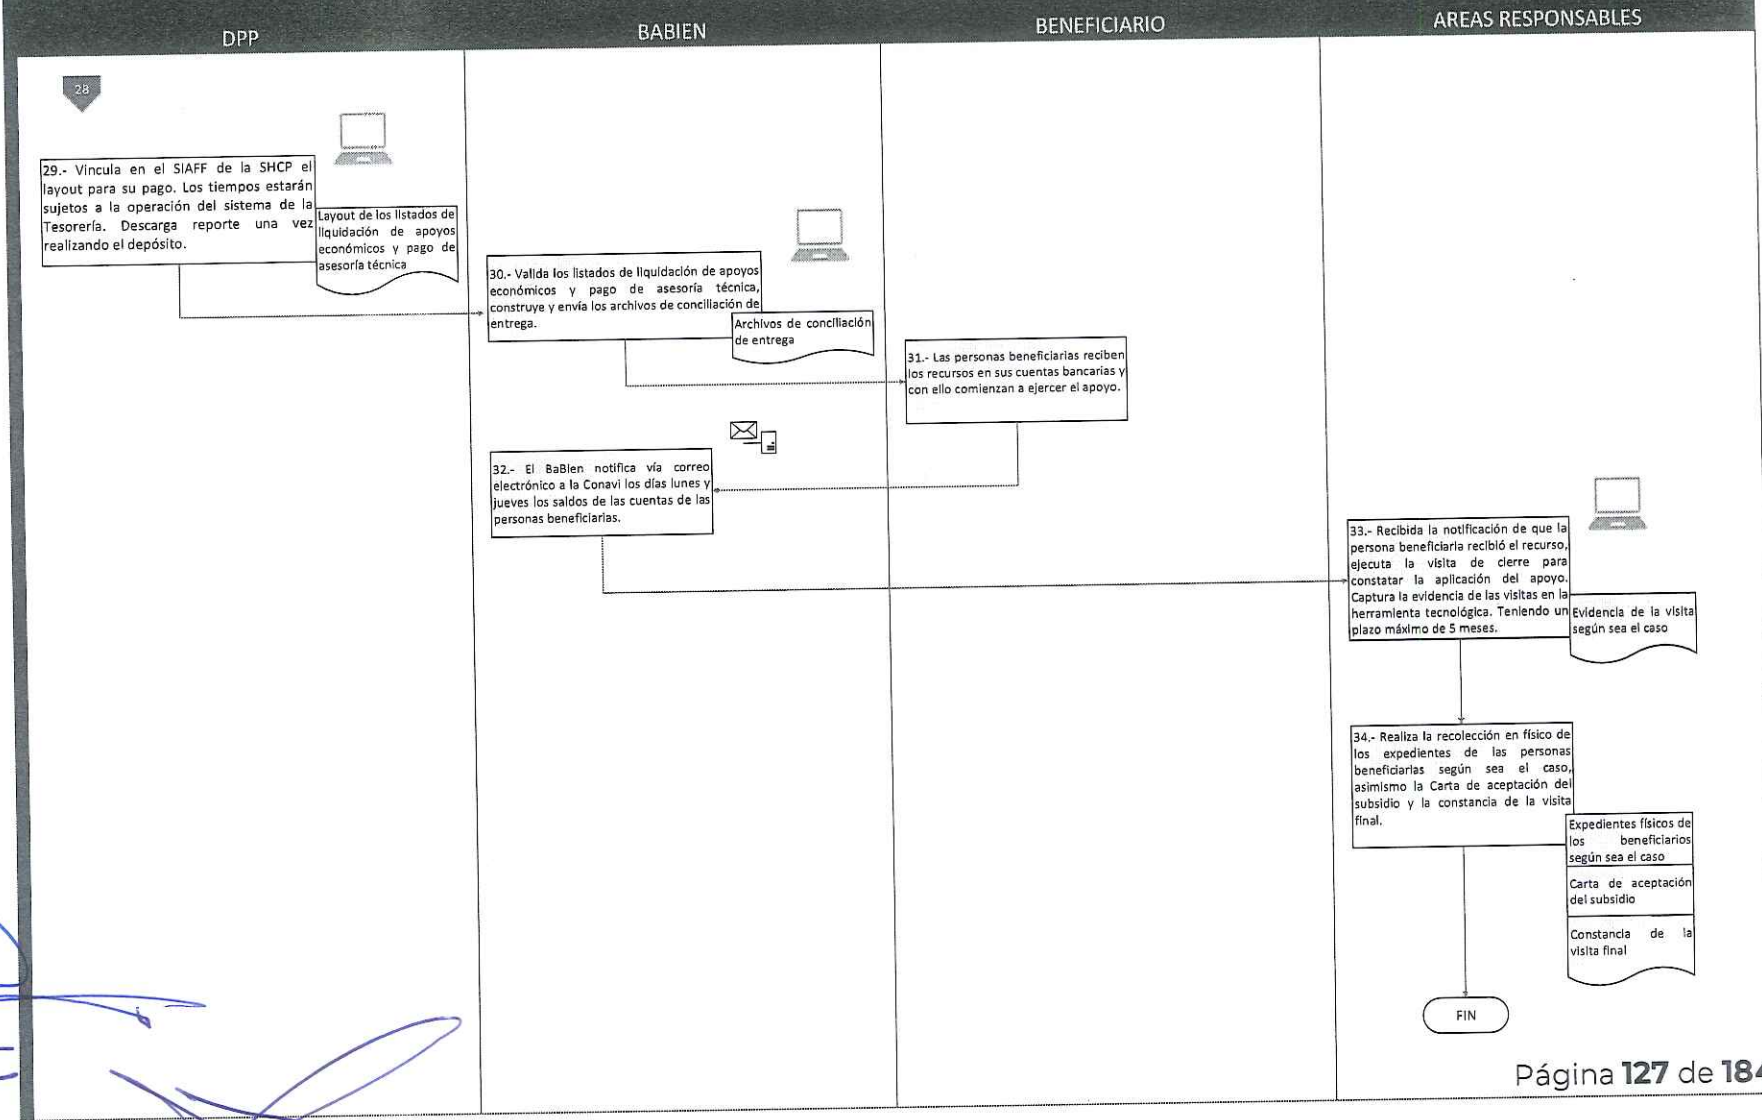 DPP
BABIEN
BENEFICIARIO
AREAS RESPONSABLES
28
29.- Vincula en el SIAFF de la SHCP el
layout para su pago. Los tiempos estarán
sujetos a la operación del sistema de la
Tesorería. Descarga reporte una vez
realizando el depósito.
Layout de los listados de
liquidación de apoyos
económicos y pago de
asesoría técnica
30.- Valida los listados de liquidación de apoyos
económicos y pago de asesoría técnica,
construye y envía los archivos de conciliación de
entrega.
Archivos de conciliación
de entrega
31.- Las personas beneficiarias reciben
los recursos en sus cuentas bancarias y
con ello comienzan a ejercer el apoyo.
32.- El BaBien notifica vía correo
electrónico a la Conavi los días lunes y
jueves los saldos de las cuentas de las
personas beneficiarias.
33.- Recibida la notificación de que la
persona beneficiaria recibió el recurso,
ejecuta la visita de cierre para
constatar la aplicación del apoyo.
Captura la evidencia de las visitas en la
herramienta tecnológica. Teniendo un
plazo máximo de 5 meses.
Evidencia de la visita
según sea el caso
34.- Realiza la recolección en físico de
los expedientes de las personas
beneficiarias según sea el caso,
asimismo la Carta de aceptación del
subsidio y la constancia de la visita
final.
Expedientes físicos de
los beneficiarios
según sea el caso
Carta de aceptación
del subsidio
Constancia de la
visita final
FIN
Página 127 de 184